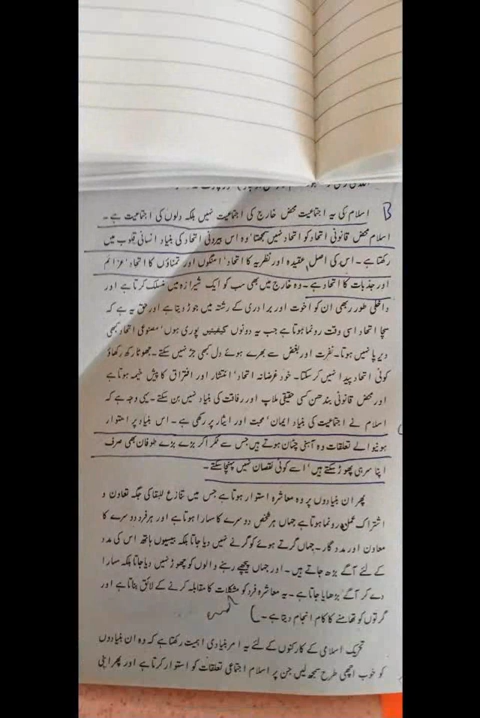 B اسلام کی یہ اجتماعیت محض خارج کی اجتماعیت نہیں بلکہ دلوں کی اجتماعیت ہے۔
اسلام محض قانونی اتحاد کو اتحاد نہیں سمجھتا' وہ اس بیرونی اتحاد کی بنیاد انسانی قلوب میں
رکھتا ہے۔ اس کی اصل عقیدہ اور نظریہ کا اتحاد' امنگوں اور تمناؤں کا اتحاد' عزائم
اور جذبات کا اتحاد ہے۔ وہ خارج میں بھی سب کو ایک شیرازہ میں منسلک کرتا ہے اور
داخلی طور پر بھی ان کو اخوت اور برادری کے رشتہ میں جوڑ دیتا ہے اور حق یہ ہے کہ
سچا اتحاد اسی وقت رونما ہوتا ہے جب یہ دونوں کیفیتیں پوری ہوں' مصنوعی اتحاد کبھی
دیرپا نہیں ہوتا۔ نفرت اور بغض سے بھرے ہوئے دل کبھی جڑ نہیں سکتے۔ جھوٹا رکھ رکھاؤ
کوئی اتحاد پیدا نہیں کر سکتا۔ خود غرضانہ اتحاد' انتشار اور افتراق کا پیش خیمہ ہوتا ہے
اور محض قانونی بندھن کسی حقیقی ملاپ اور رفاقت کی بنیاد نہیں بن سکتے۔ یہی وجہ ہے کہ
اسلام نے اجتماعیت کی بنیاد ایمان' محبت اور ایثار پر رکھی ہے۔ اس بنیاد پر استوار
ہونیوالے تعلقات وہ آہنی چٹان ہوتے ہیں جس سے ٹکرا کر بڑے بڑے طوفان بھی صرف
اپنا سر ہی پھوڑ سکتے ہیں' اسے کوئی نقصان نہیں پہنچا سکتے۔
پھر ان بنیادوں پر وہ معاشرہ استوار ہوتا ہے جس میں تنازع للبقا کی جگہ تعاون و
اشتراک عمل رونما ہوتا ہے جہاں ہر شخص دوسرے کا سہارا ہوتا ہے اور ہر فرد دوسرے کا
معاون اور مددگار۔ جہاں گرتے ہوئے کو گرنے نہیں دیا جاتا بلکہ بیسیوں ہاتھ اس کی مدد
کے لئے آگے بڑھ جاتے ہیں۔ اور جہاں پیچھے رہنے والوں کو چھوڑ نہیں دیا جاتا بلکہ سہارا
دے کر آگے بڑھایا جاتا ہے۔ یہ معاشرہ فرد کو مشکلات کا مقابلہ کرنے کے لائق بناتا ہے اور
گرتوں کو تھامنے کا کام انجام دیتا ہے۔
تحریک اسلامی کے کارکنوں کے لئے یہ امر بنیادی اہمیت رکھتا ہے کہ وہ ان بنیادوں
کو خوب اچھی طرح سمجھ لیں جن پر اسلام اجتماعی تعلقات کو استوار کرتا ہے اور پھر اپنی